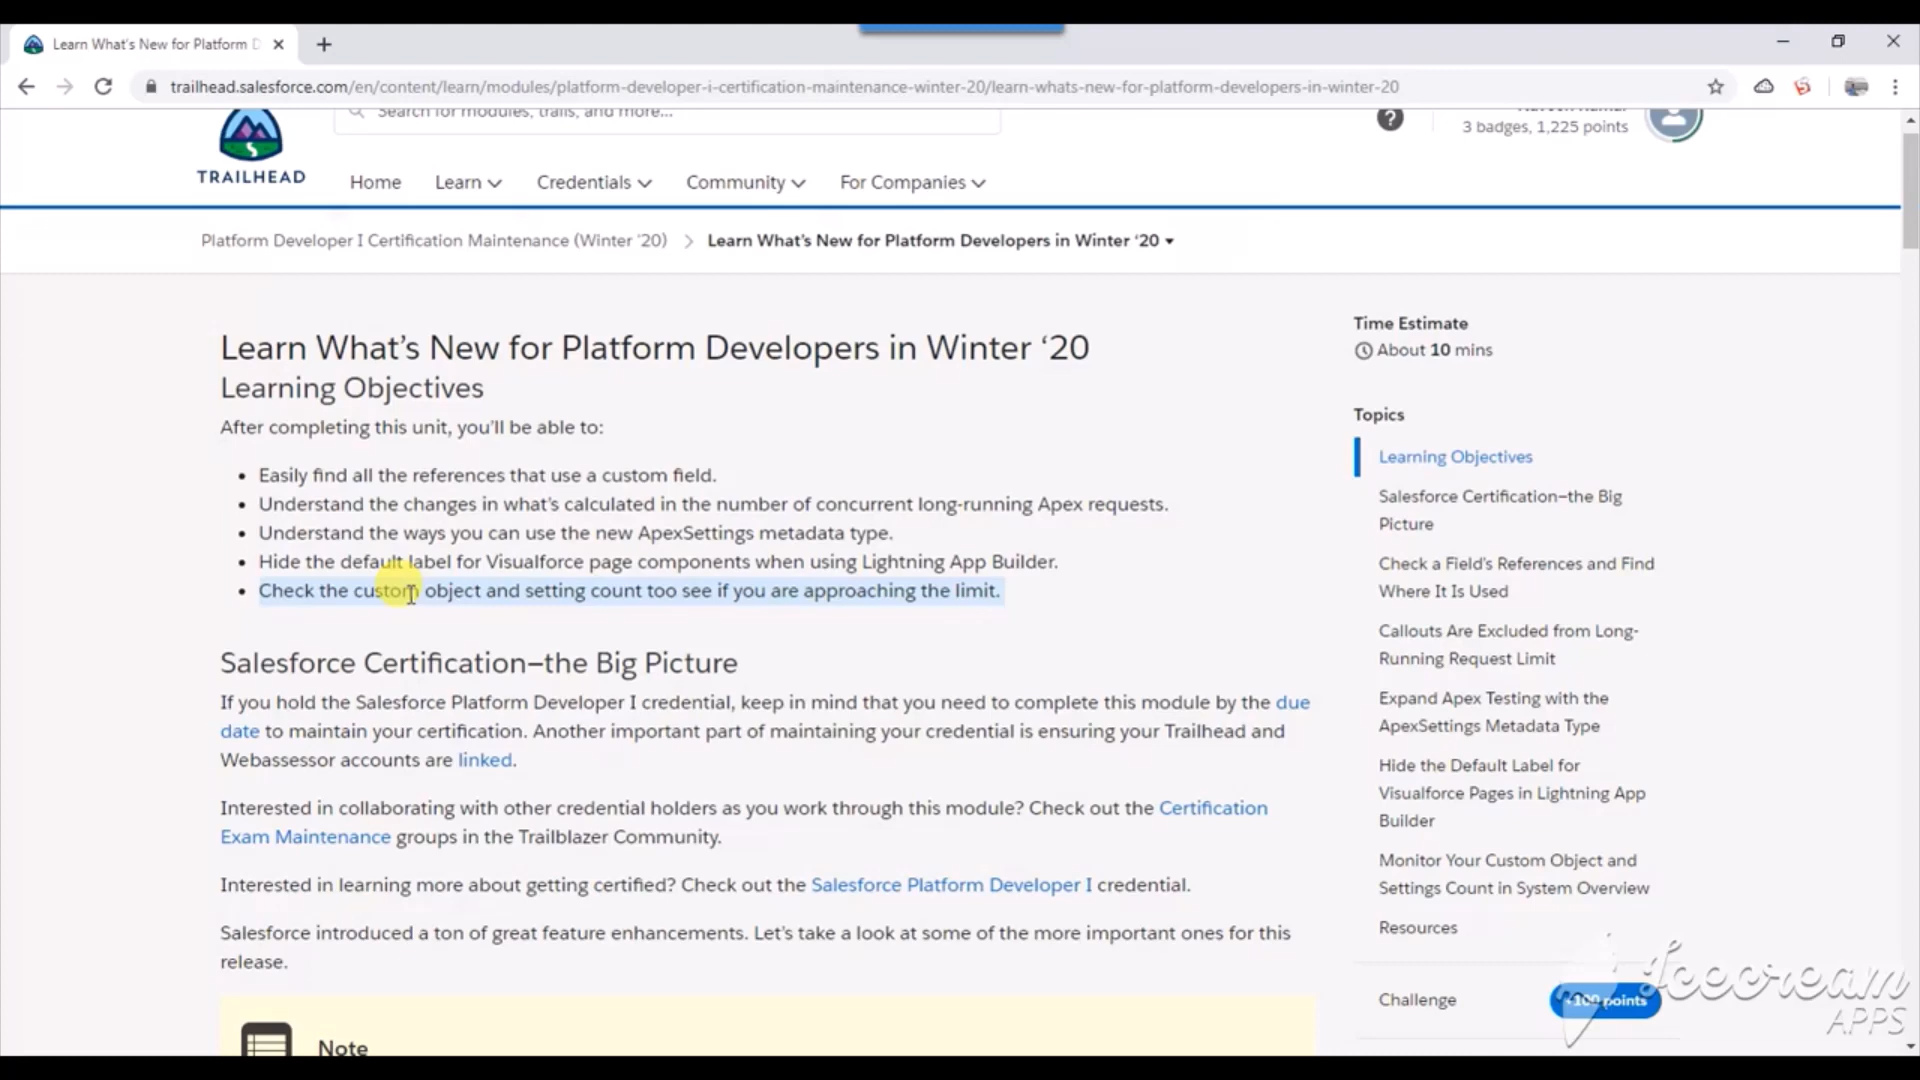 Learn What's New for Platform D
trailhead.salesforce.com/en/content/learn/modules/platform-developer-i-certification-maintenance-winter-20/learn-whats-new-for-platform-developers-in-winter-20
Search for modules, trails, and more...
3 badges, 1,225 points
TRAILHEAD
Home Learn Credentials Community For Companies
Platform Developer I Certification Maintenance (Winter '20) > Learn What's New for Platform Developers in Winter '20
Learn What's New for Platform Developers in Winter '20
Learning Objectives
After completing this unit, you'll be able to:
• Easily find all the references that use a custom field.
• Understand the changes in what's calculated in the number of concurrent long-running Apex requests.
• Understand the ways you can use the new ApexSettings metadata type.
• Hide the default label for Visualforce page components when using Lightning App Builder.
• Check the custom object and setting count too see if you are approaching the limit.
Salesforce Certification—the Big Picture
If you hold the Salesforce Platform Developer I credential, keep in mind that you need to complete this module by the due
date to maintain your certification. Another important part of maintaining your credential is ensuring your Trailhead and
Webassessor accounts are linked.
Interested in collaborating with other credential holders as you work through this module? Check out the Certification
Exam Maintenance groups in the Trailblazer Community.
Interested in learning more about getting certified? Check out the Salesforce Platform Developer I credential.
Salesforce introduced a ton of great feature enhancements. Let's take a look at some of the more important ones for this
release.
Note
Time Estimate
About 10 mins
Topics
Learning Objectives
Salesforce Certification—the Big
Picture
Check a Field's References and Find
Where It Is Used
Callouts Are Excluded from Long-
Running Request Limit
Expand Apex Testing with the
ApexSettings Metadata Type
Hide the Default Label for
Visualforce Pages in Lightning App
Builder
Monitor Your Custom Object and
Settings Count in System Overview
Resources
Challenge
+100 points
Icecream
APPS